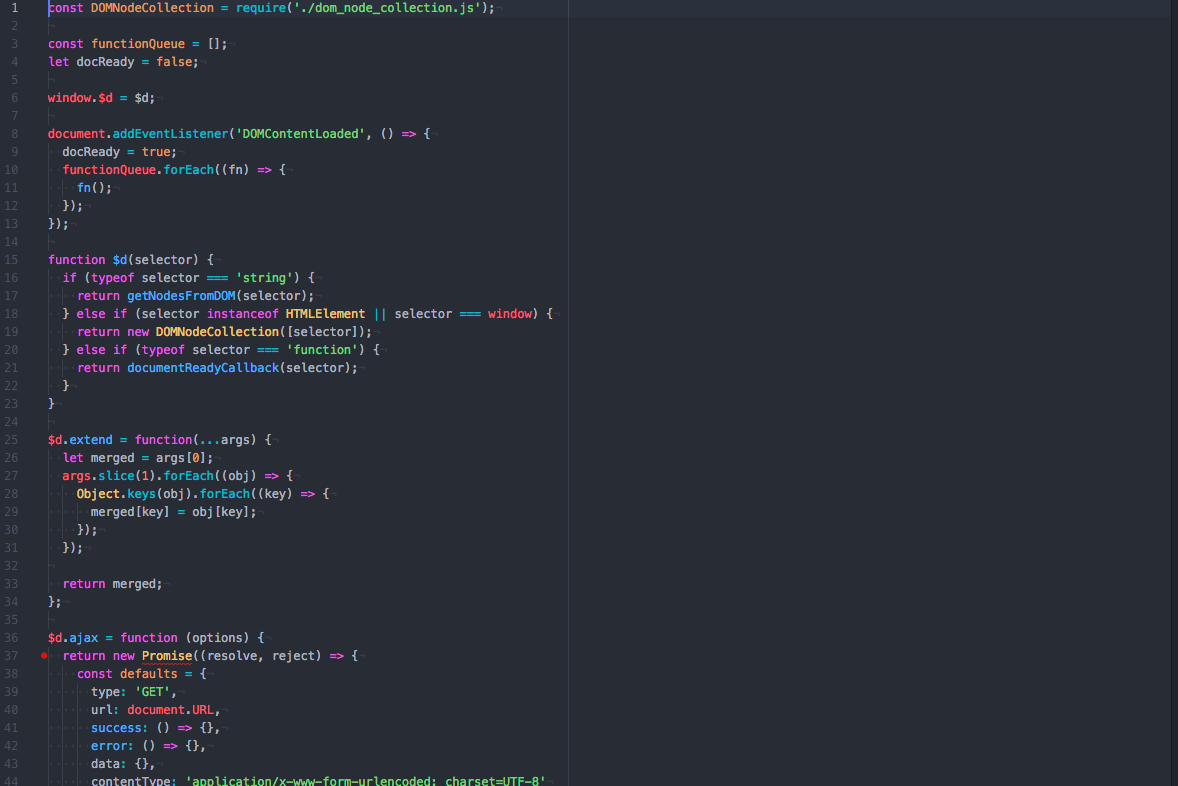 1 const DOMNodeCollection = require('./dom_node_collection.js');
2
3 const functionQueue = [];
4 let docReady = false;
5
6 window.$d = $d;
7
8 document.addEventListener('DOMContentLoaded', () => {
9   docReady = true;
10   functionQueue.forEach((fn) => {
11     fn();
12   });
13 });
14
15 function $d(selector) {
16   if (typeof selector === 'string') {
17     return getNodesFromDOM(selector);
18   } else if (selector instanceof HTMLElement || selector === window) {
19     return new DOMNodeCollection([selector]);
20   } else if (typeof selector === 'function') {
21     return documentReadyCallback(selector);
22   }
23 }
24
25 $d.extend = function(...args) {
26   let merged = args[0];
27   args.slice(1).forEach((obj) => {
28     Object.keys(obj).forEach((key) => {
29       merged[key] = obj[key];
30     });
31   });
32
33   return merged;
34 };
35
36 $d.ajax = function (options) {
37   return new Promise((resolve, reject) => {
38     const defaults = {
39       type: 'GET',
40       url: document.URL,
41       success: () => {},
42       error: () => {},
43       data: {},
44       contentType: 'application/x-www-form-urlencoded; charset=UTF-8'